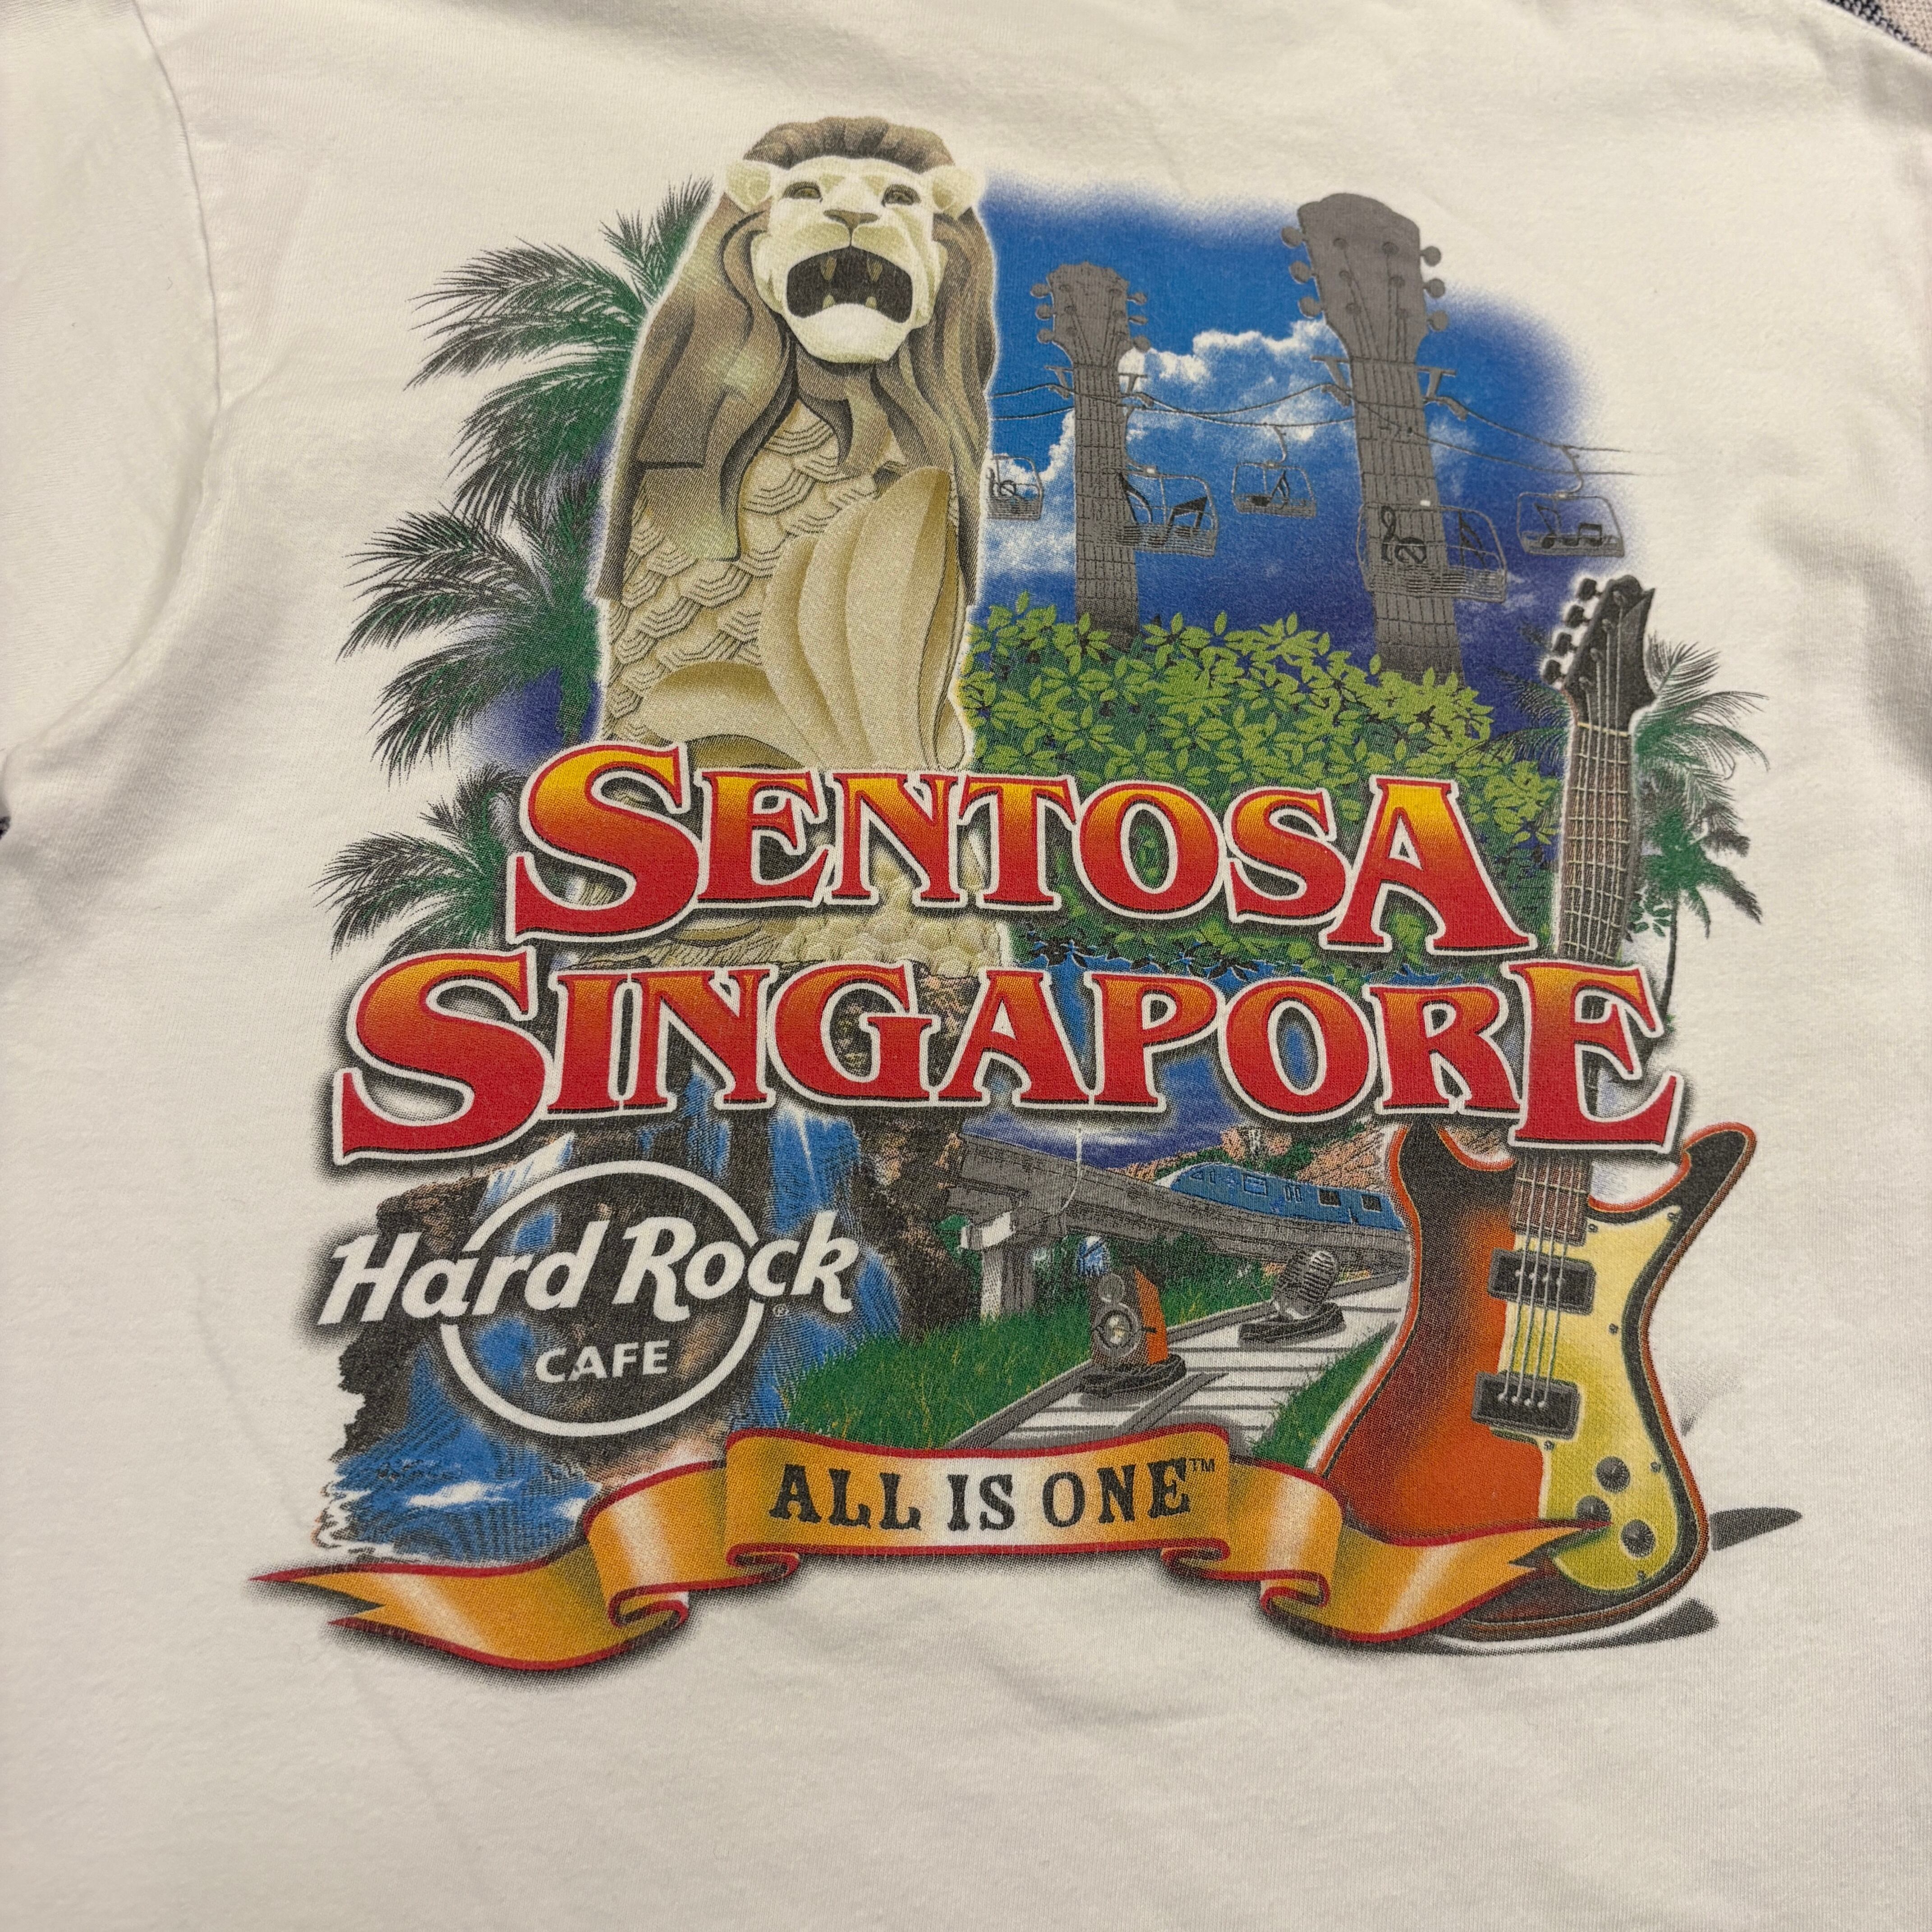 SENTOSA
SINGAPORE
Hard Rock®
CAFE
ALL IS ONE™